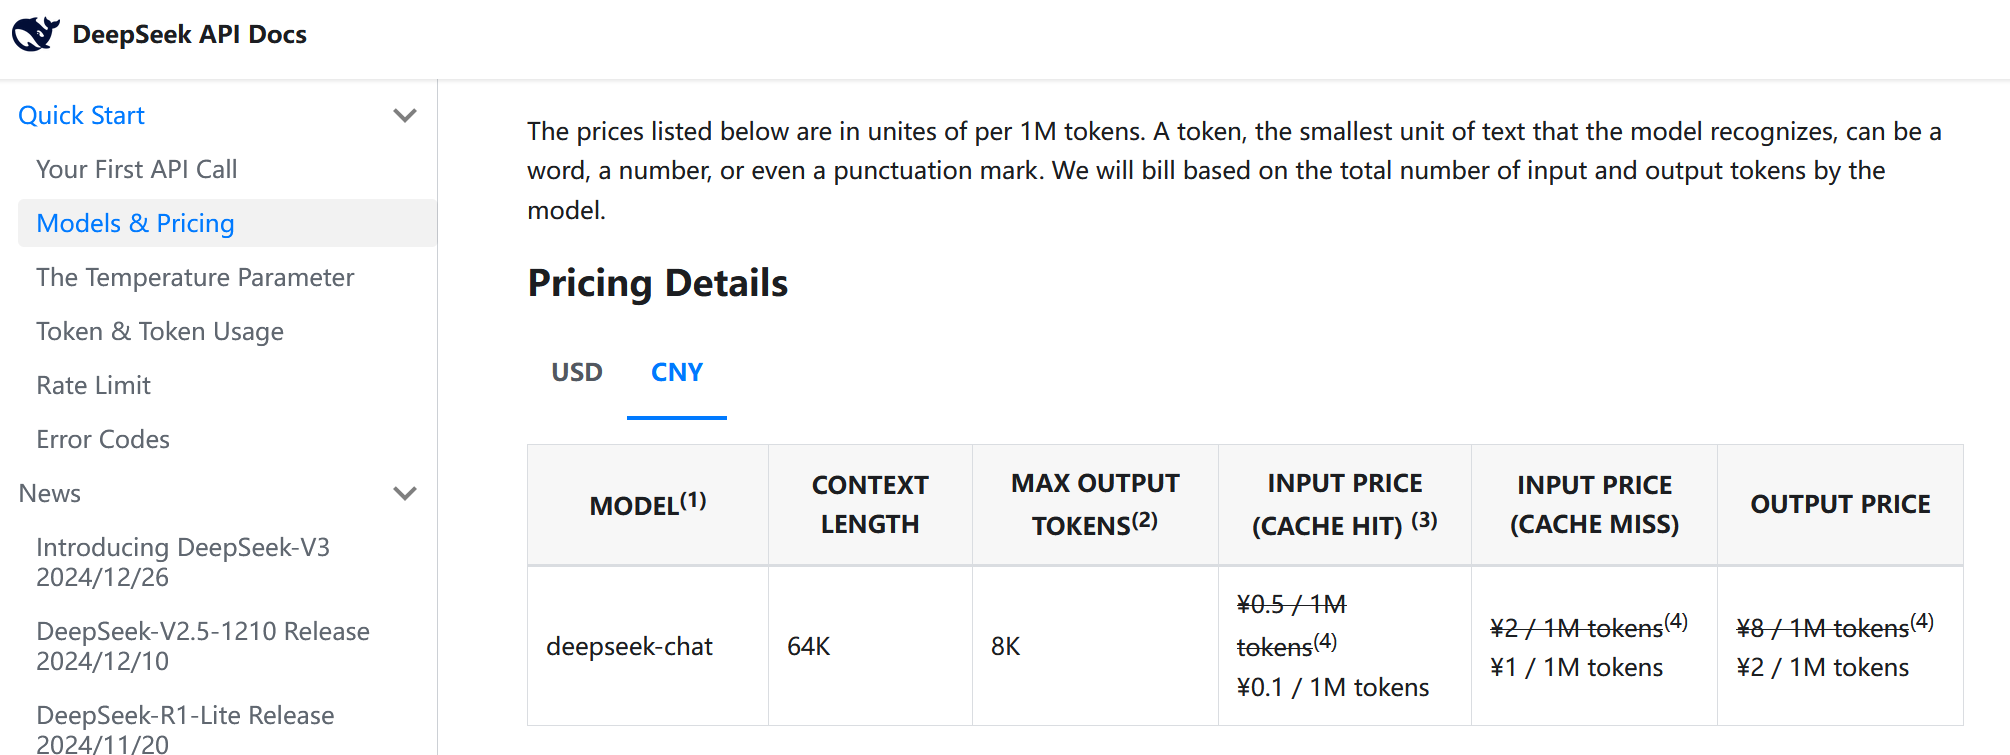 DeepSeek API Docs
Quick Start
Your First API Call
Models & Pricing
The Temperature Parameter
Token & Token Usage
Rate Limit
Error Codes
News
Introducing DeepSeek-V3
2024/12/26
DeepSeek-V2.5-1210 Release
2024/12/10
DeepSeek-R1-Lite Release
2024/11/20
The prices listed below are in unites of per 1M tokens. A token, the smallest unit of text that the model recognizes, can be a
word, a number, or even a punctuation mark. We will bill based on the total number of input and output tokens by the
model.
Pricing Details
USD CNY
MODEL(1)
CONTEXT
LENGTH
MAX OUTPUT
TOKENS(2)
INPUT PRICE
(CACHE HIT) (3)
INPUT PRICE
(CACHE MISS)
OUTPUT PRICE
deepseek-chat
64K
8K
¥0.5 / 1M
tokens(4)
¥0.1 / 1M tokens
¥2 / 1M tokens(4)
¥1 / 1M tokens
¥8 / 1M tokens(4)
¥2 / 1M tokens